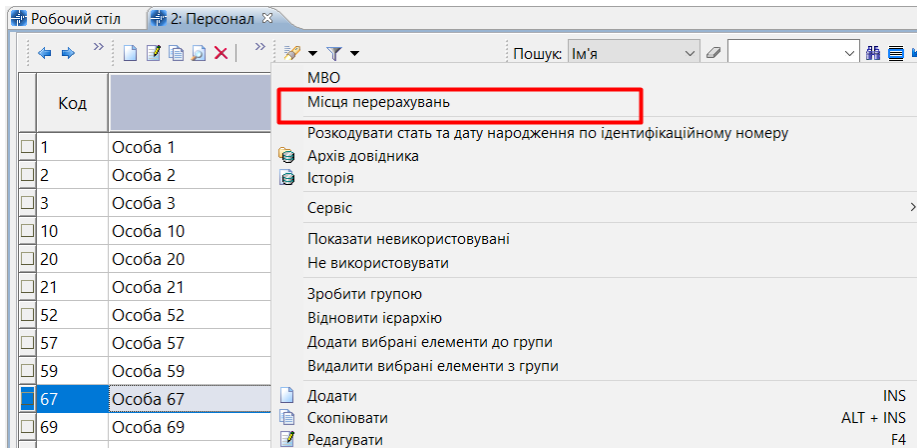 Робочий стіл 2: Персонал
Пошук: Ім'я
Код
1 Особа 1
2 Особа 2
3 Особа 3
10 Особа 10
20 Особа 20
21 Особа 21
52 Особа 52
57 Особа 57
59 Особа 59
67 Особа 67
69 Особа 69
МВО
Місця перерахувань
Розкодувати стать та дату народження по ідентифікаційному номеру
Архів довідника
Історія
Сервіс
Показати невикористовувані
Не використовувати
Зробити групою
Відновити ієрархію
Додати вибрані елементи до групи
Видалити вибрані елементи з групи
Додати INS
Скопіювати ALT + INS
Редагувати F4